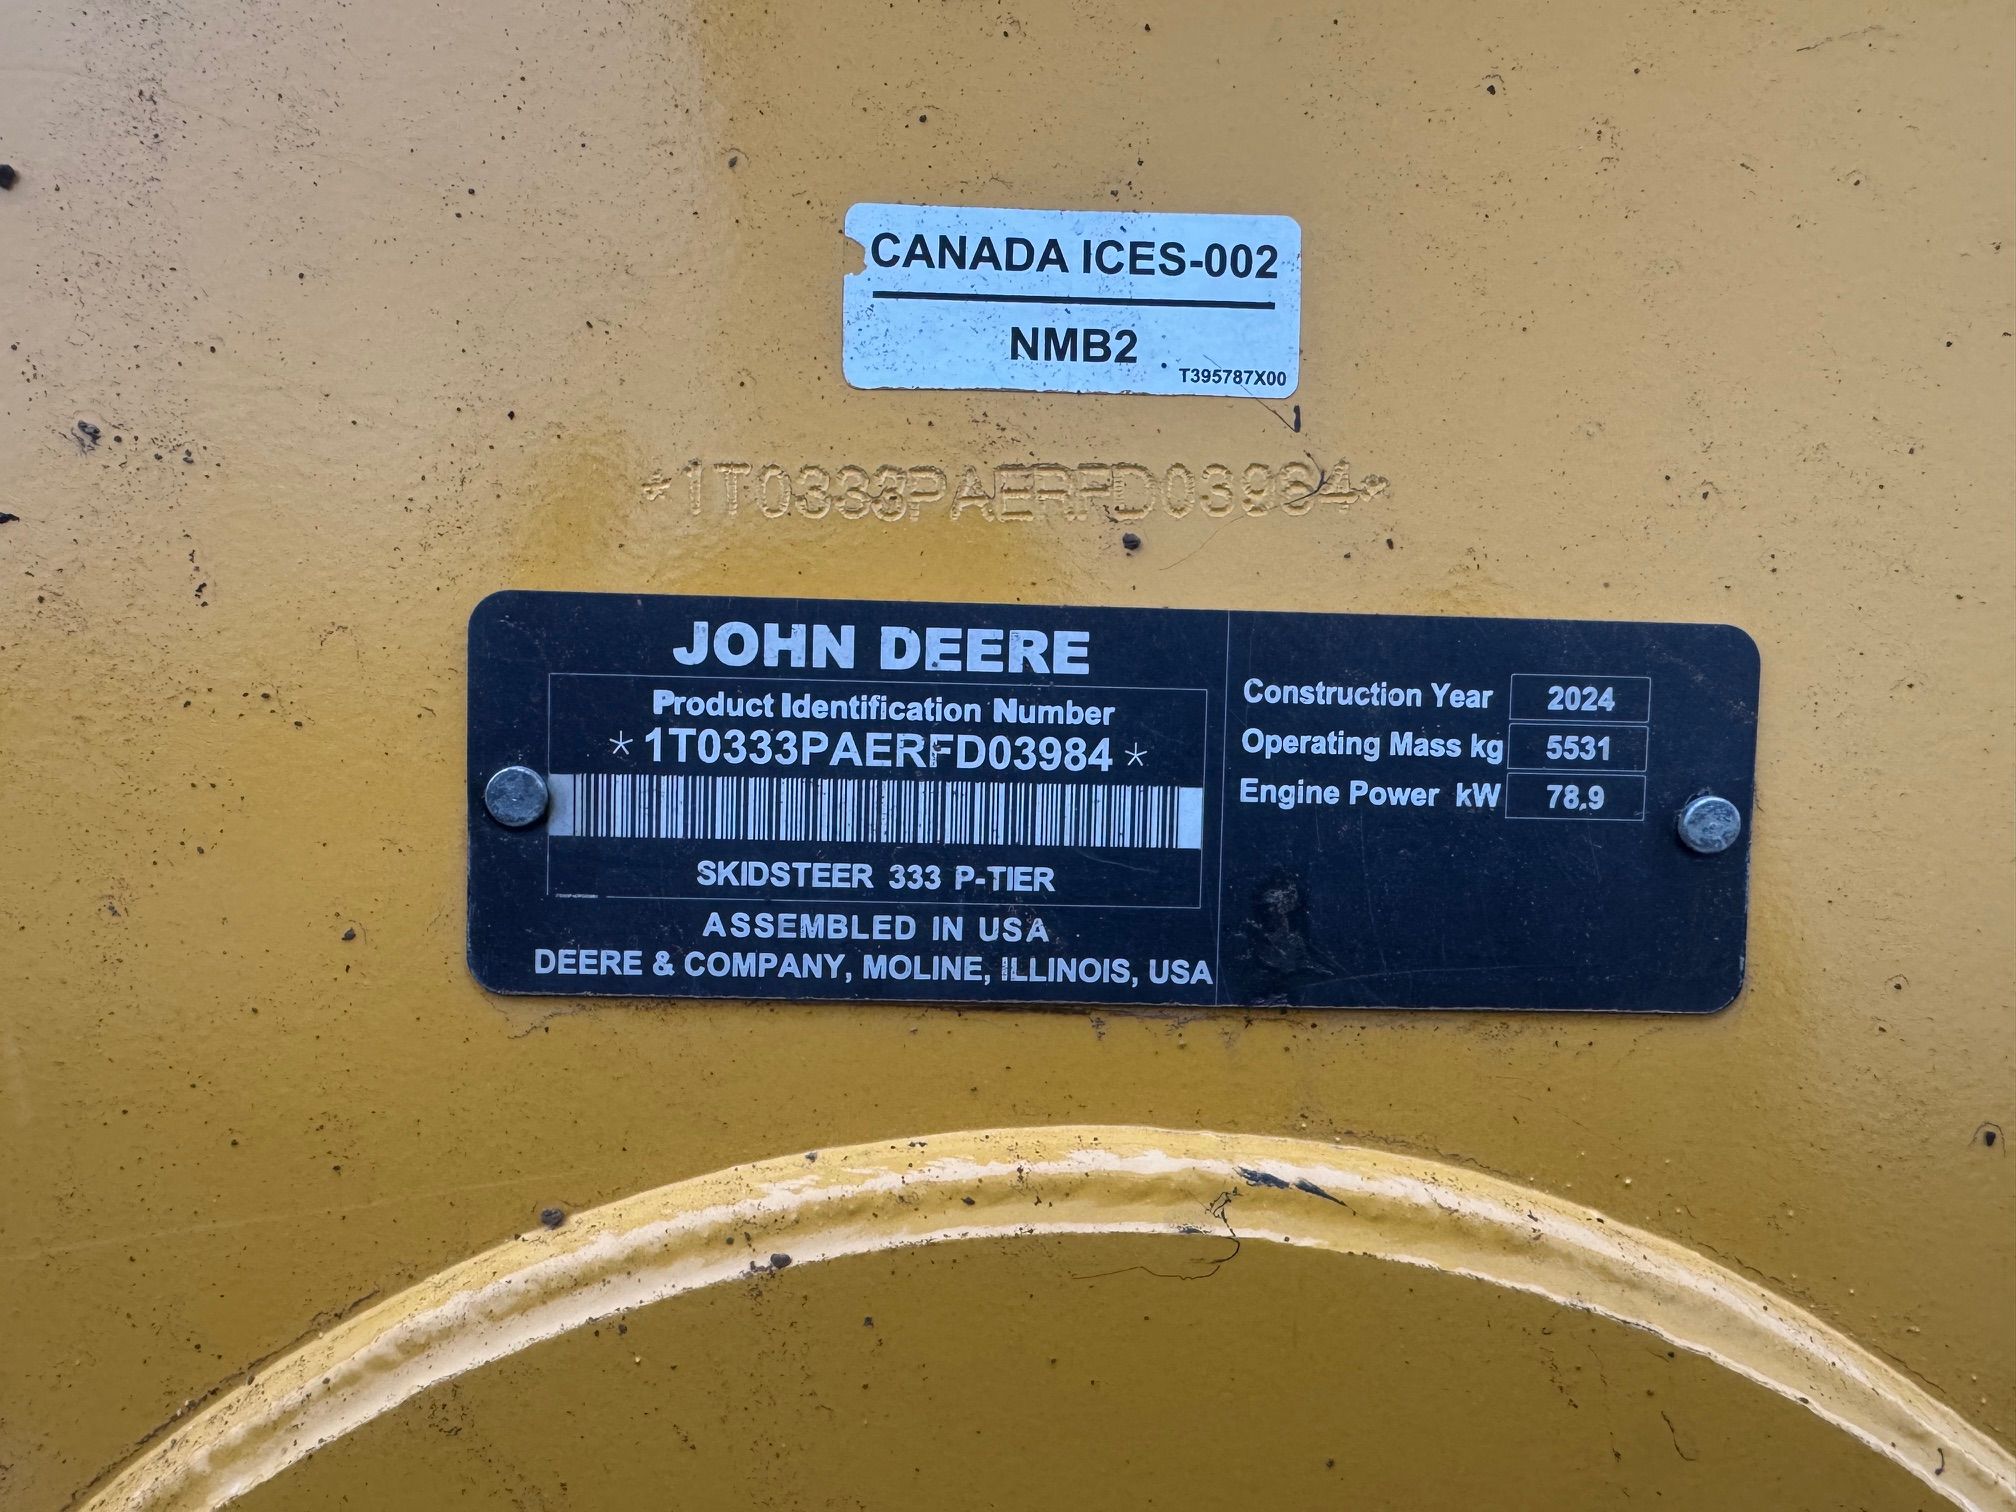 CANADA ICES-002
NMB2
T395787X00
*1T0333PAERFD03984*
JOHN DEERE
Product Identification Number
*1T0333PAERFD03984*
SKIDSTEER 333 P-TIER
ASSEMBLED IN USA
DEERE & COMPANY, MOLINE, ILLINOIS, USA
Construction Year 2024
Operating Mass kg 5531
Engine Power kW 78.9